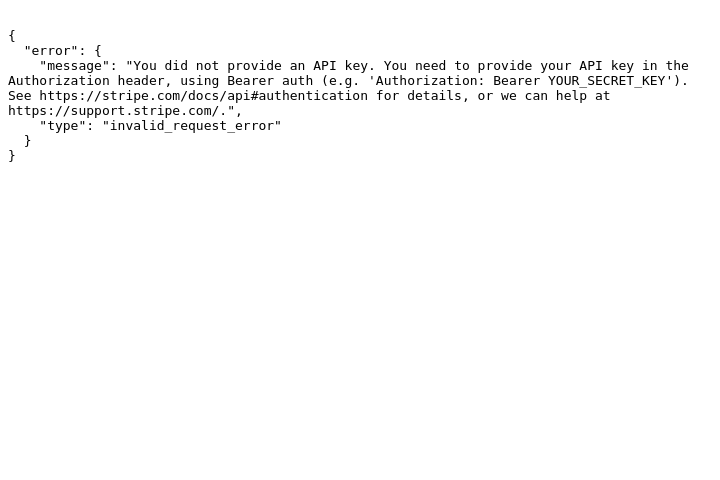 {
  "error": {
    "message": "You did not provide an API key. You need to provide your API key in the
Authorization header, using Bearer auth (e.g. 'Authorization: Bearer YOUR_SECRET_KEY').
See https://stripe.com/docs/api#authentication for details, or we can help at
https://support.stripe.com/.",
    "type": "invalid_request_error"
  }
}